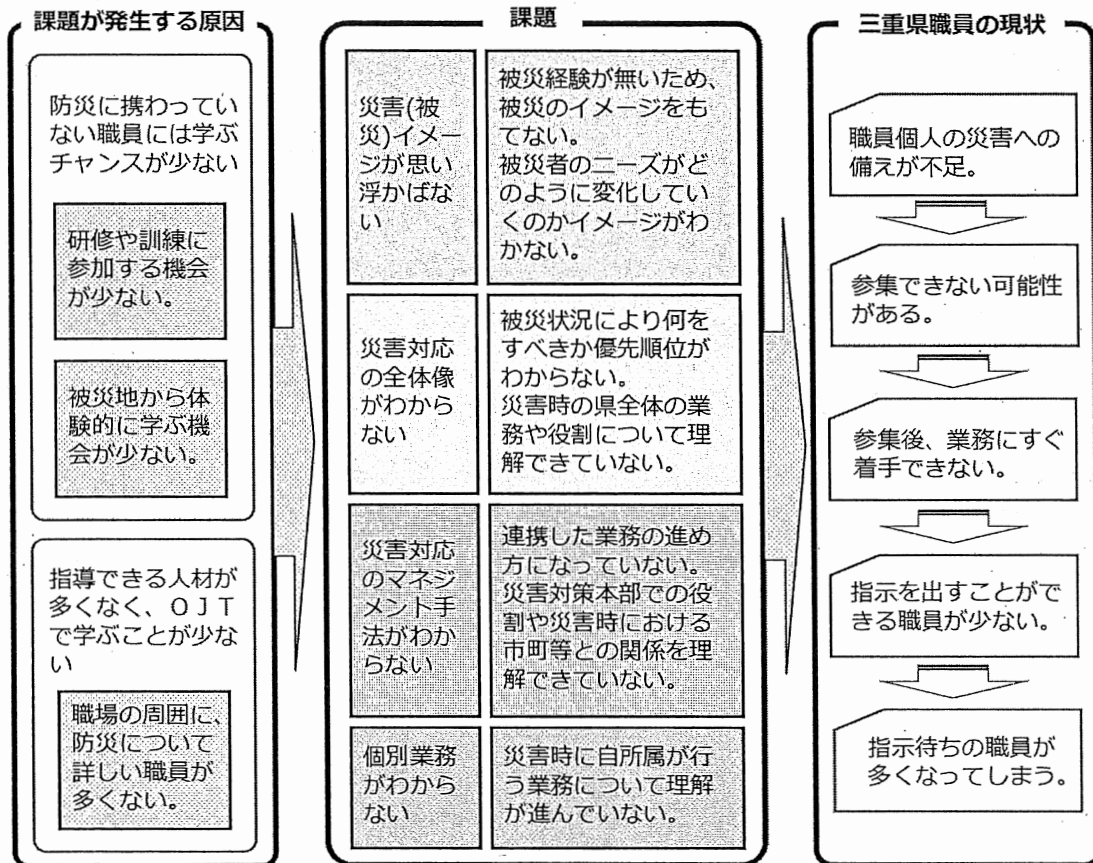 課題が発生する原因
防災に携わってい
ない職員には学ぶ
チャンスが少ない
研修や訓練に
参加する機会
が少ない。
被災地から体
験的に学ぶ機
会が少ない。
指導できる人材が
多くなく、ＯＪＴ
で学ぶことが少な
い
職場の周囲に、
防災について
詳しい職員が
多くない。
課題
災害(被
災)イメー
ジが思い
浮かばな
い
被災経験が無いため、
被災のイメージをも
てない。
被災者のニーズがど
のように変化してい
くのかイメージがわ
かない。
災害対応
の全体像
がわから
ない
被災状況により何を
すべきか優先順位が
わからない。
災害時の県全体の業
務や役割について理
解できていない。
災害対応
のマネジ
メント手
法がわか
らない
連携した業務の進め
方になっていない。
災害対策本部での役
割や災害時における
市町等との関係を理
解できていない。
個別業務
がわから
ない
災害時に自所属が行
う業務について理解
が進んでいない。
三重県職員の現状
職員個人の災害への
備えが不足。
参集できない可能性
がある。
参集後、業務にすぐ
着手できない。
指示を出すことがで
きる職員が少ない。
指示待ちの職員が
多くなってしまう。